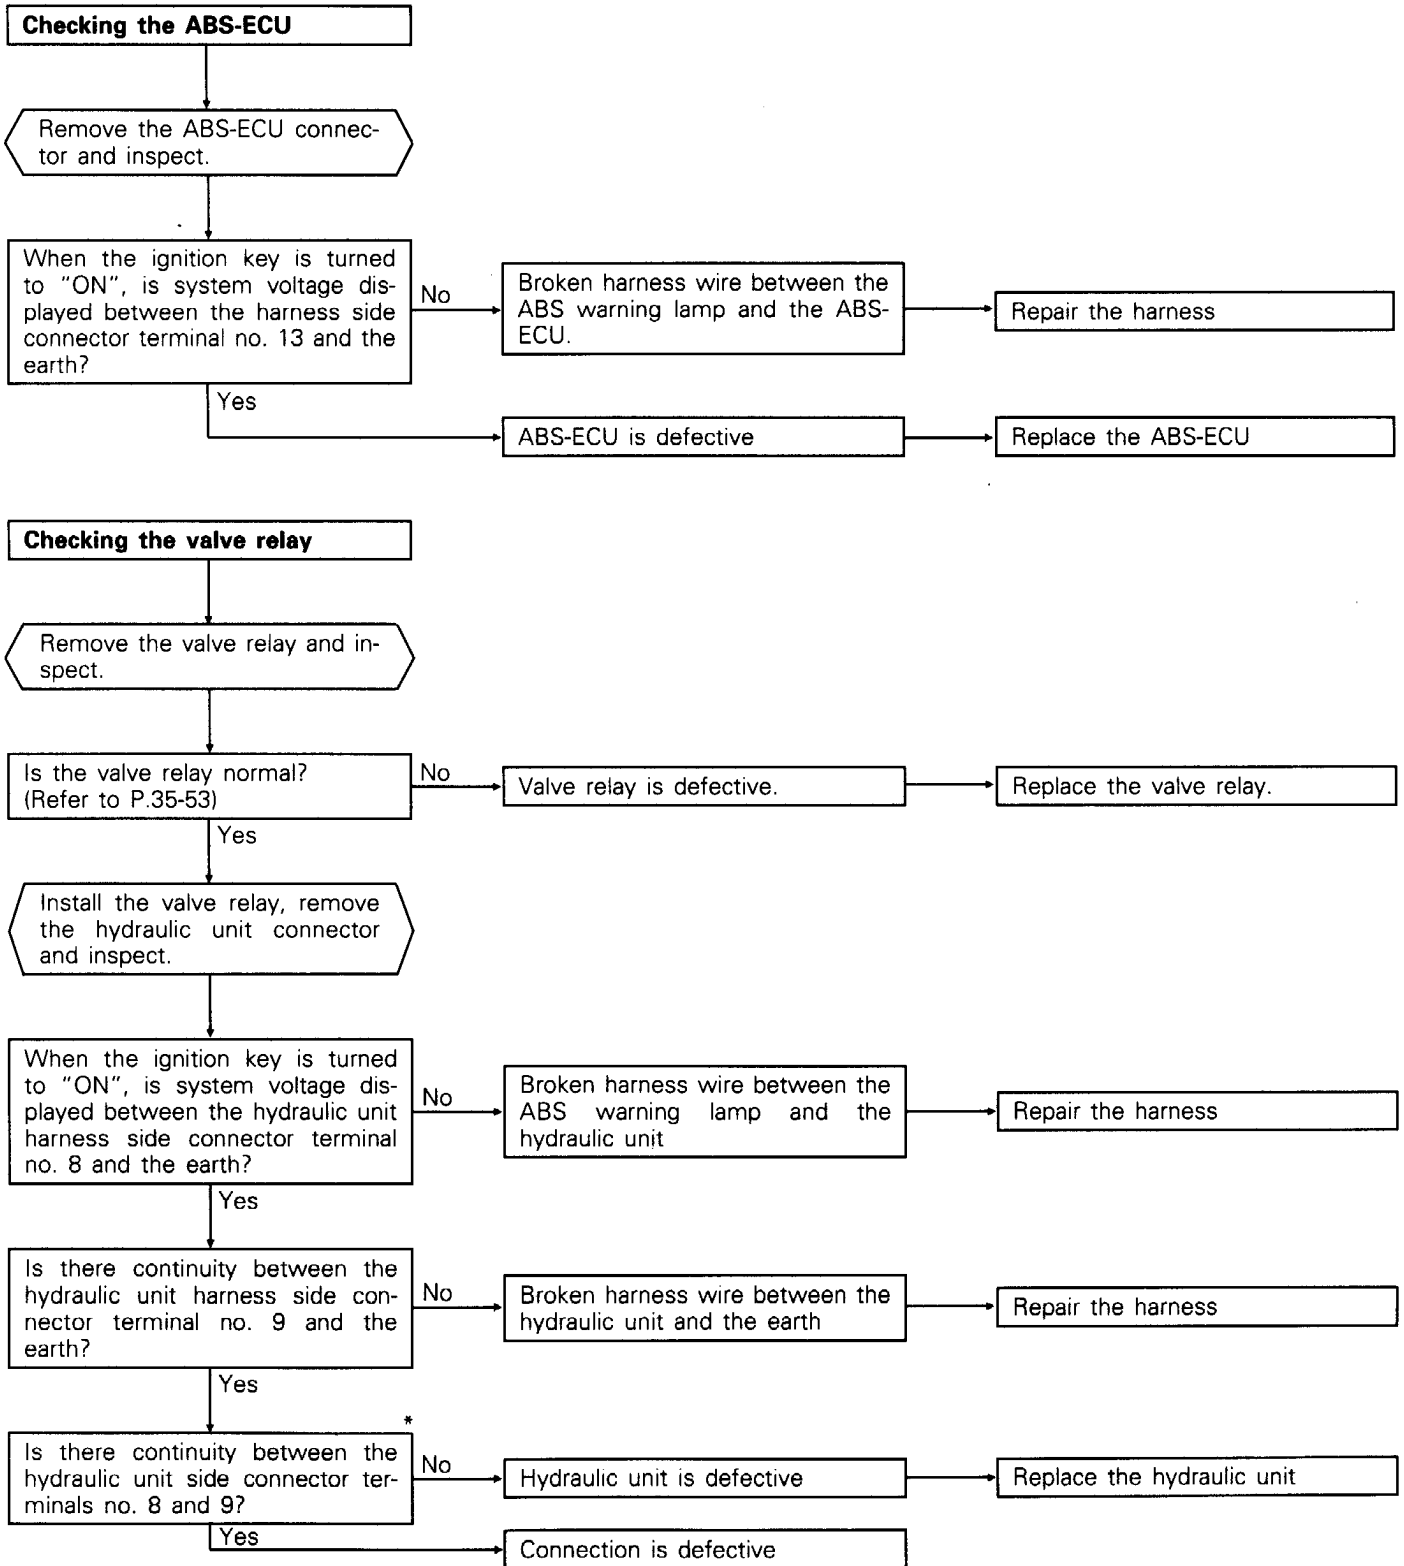 Checking the ABS-ECU
Remove the ABS-ECU connec-
tor and inspect.
When the ignition key is turned
to "ON", is system voltage dis-
played between the harness side
connector terminal no. 13 and the
earth?
No
Broken harness wire between the
ABS warning lamp and the ABS-
ECU.
Repair the harness
Yes
ABS-ECU is defective
Replace the ABS-ECU
Checking the valve relay
Remove the valve relay and in-
spect.
Is the valve relay normal?
(Refer to P.35-53)
No
Valve relay is defective.
Replace the valve relay.
Yes
Install the valve relay, remove
the hydraulic unit connector
and inspect.
When the ignition key is turned
to "ON", is system voltage dis-
played between the hydraulic unit
harness side connector terminal
no. 8 and the earth?
No
Broken harness wire between the
ABS warning lamp and the
hydraulic unit
Repair the harness
Yes
Is there continuity between the
hydraulic unit harness side con-
nector terminal no. 9 and the
earth?
No
Broken harness wire between the
hydraulic unit and the earth
Repair the harness
Yes
*
Is there continuity between the
hydraulic unit side connector ter-
minals no. 8 and 9?
No
Hydraulic unit is defective
Replace the hydraulic unit
Yes
Connection is defective